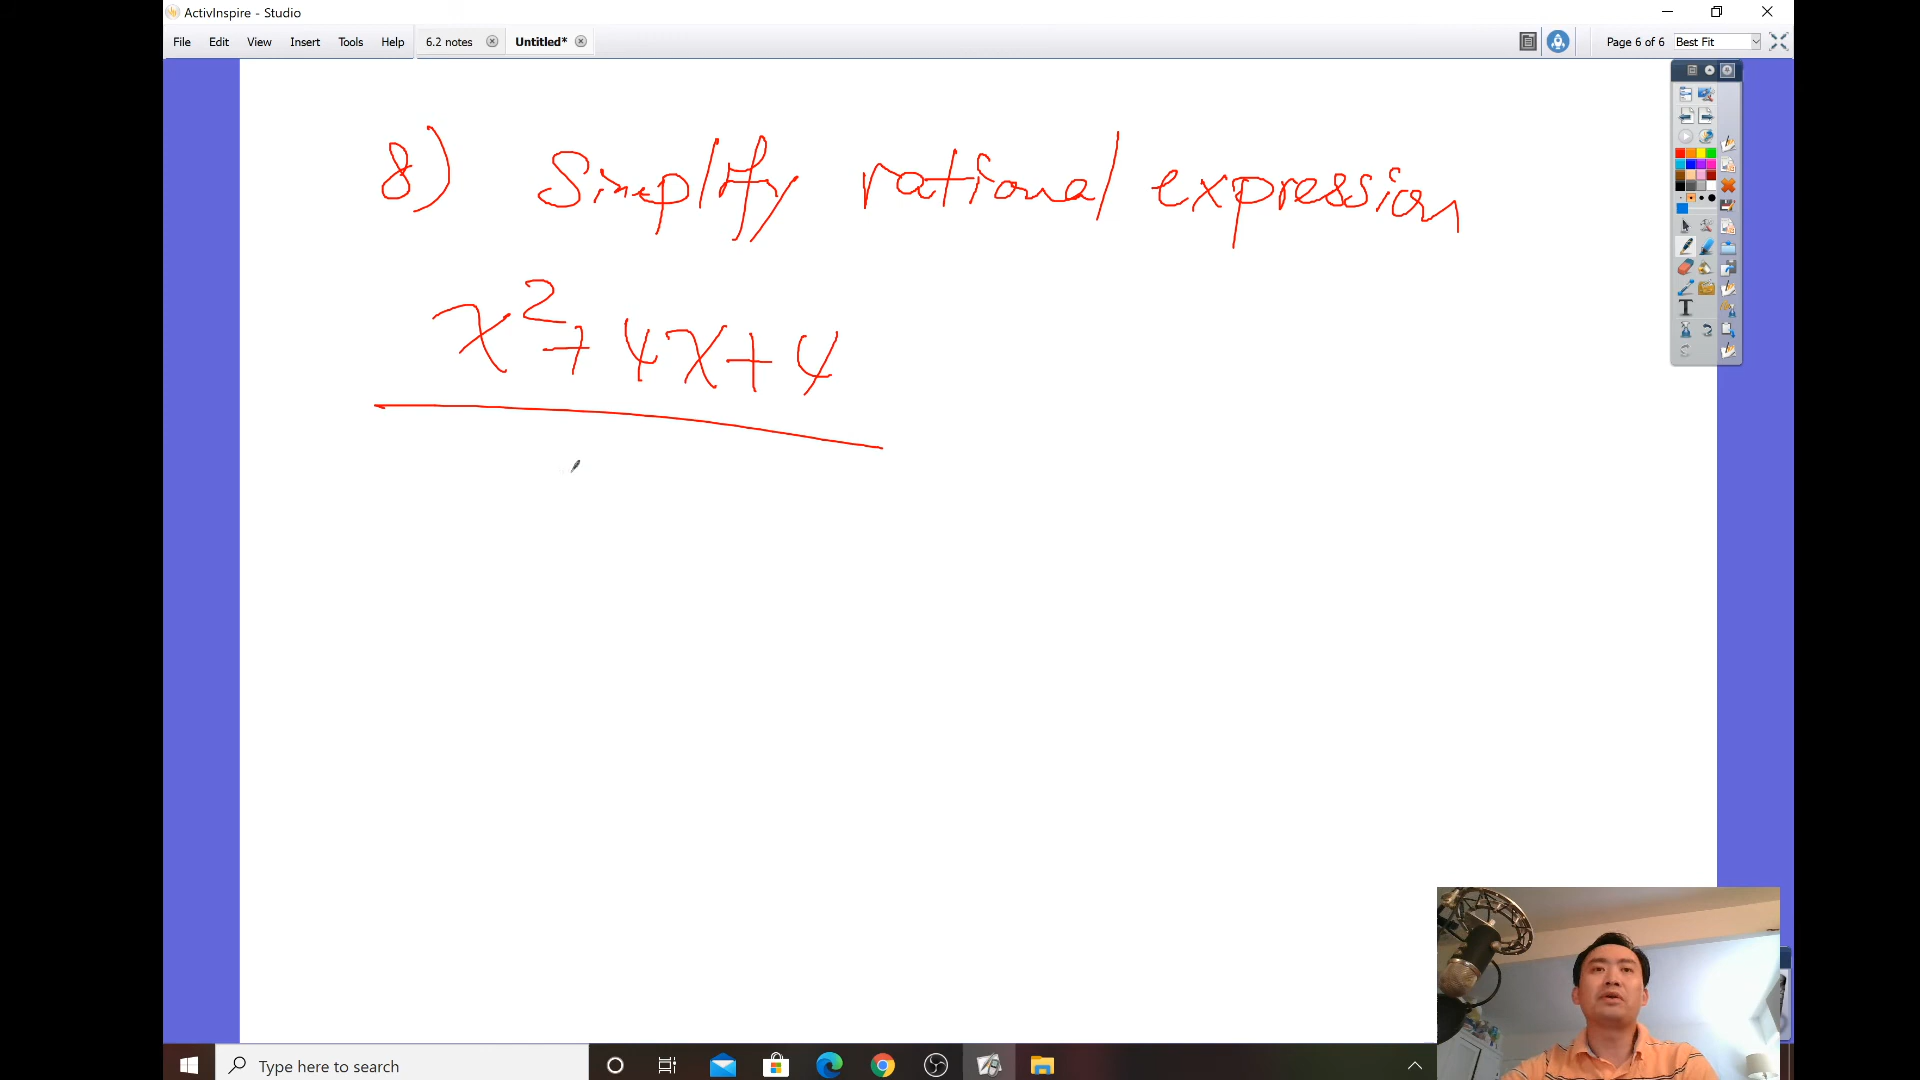 ActivInspire - Studio
File Edit View Insert Tools Help 6.2 notes Untitled* Page 6 of 6 Best Fit
8) Simplify rational expression
x² + 4x + 4
Type here to search